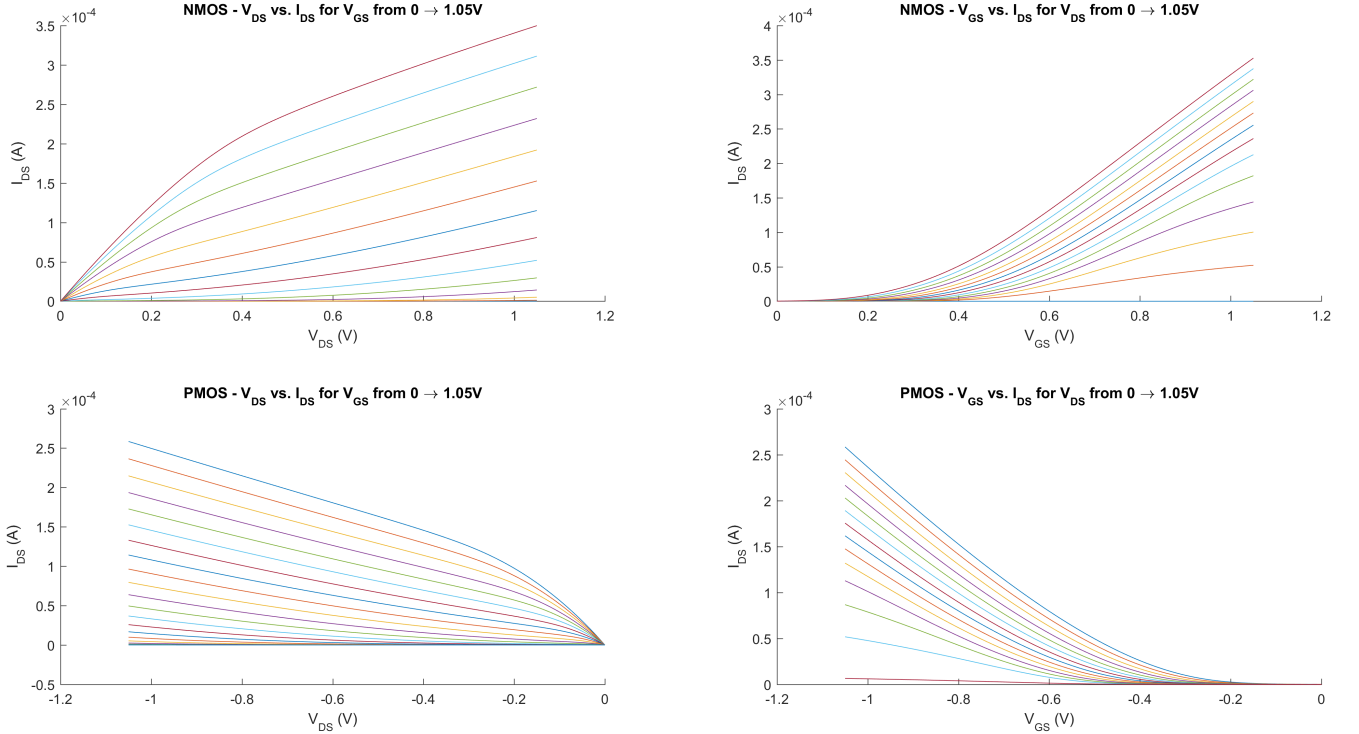 NMOS - V_DS vs. I_DS for V_GS from 0 → 1.05V
×10^-4
3.5
3
2.5
2
1.5
1
0.5
0
I_DS (A)
0 0.2 0.4 0.6 0.8 1 1.2
V_DS (V)
NMOS - V_GS vs. I_DS for V_DS from 0 → 1.05V
×10^-4
4
3.5
3
2.5
2
1.5
1
0.5
0
I_DS (A)
0 0.2 0.4 0.6 0.8 1 1.2
V_GS (V)
PMOS - V_DS vs. I_DS for V_GS from 0 → 1.05V
×10^-4
3
2.5
2
1.5
1
0.5
0
-0.5
I_DS (A)
-1.2 -1 -0.8 -0.6 -0.4 -0.2 0
V_DS (V)
PMOS - V_GS vs. I_DS for V_DS from 0 → 1.05V
×10^-4
3
2.5
2
1.5
1
0.5
0
I_DS (A)
-1.2 -1 -0.8 -0.6 -0.4 -0.2 0
V_GS (V)